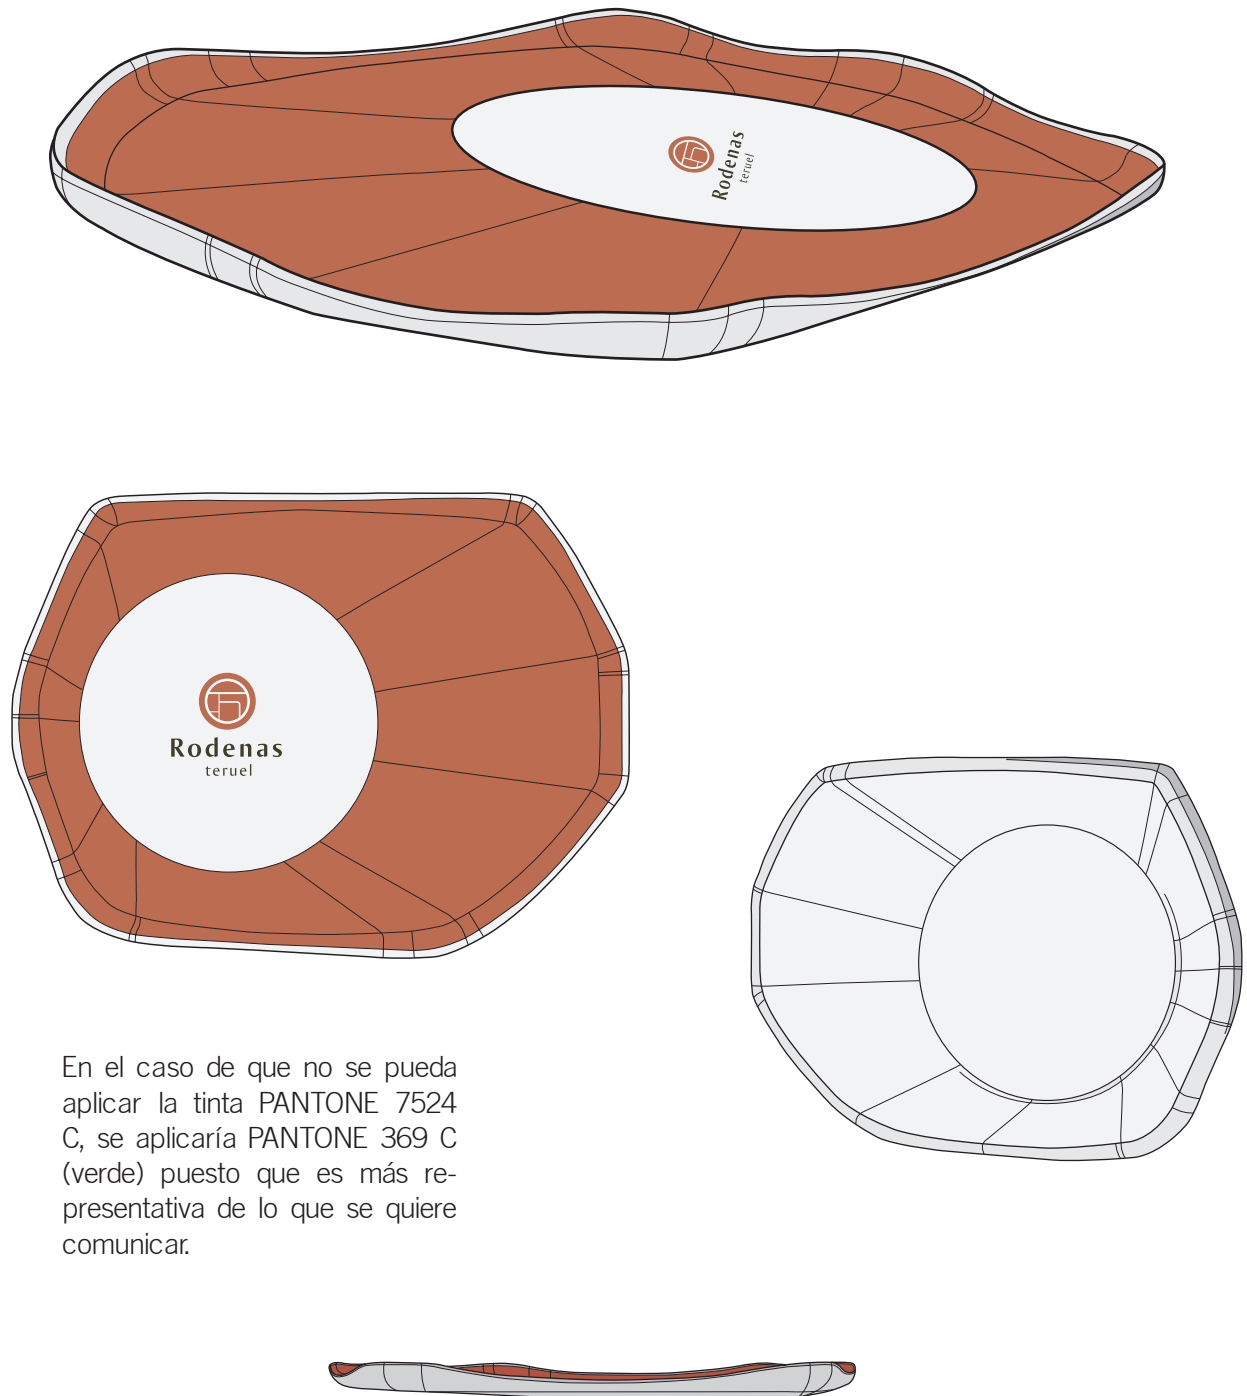 Rodenas
teruel
Rodenas
teruel
En el caso de que no se pueda
aplicar la tinta PANTONE 7524
C, se aplicaría PANTONE 369 C
(verde) puesto que es más re-
presentativa de lo que se quiere
comunicar.